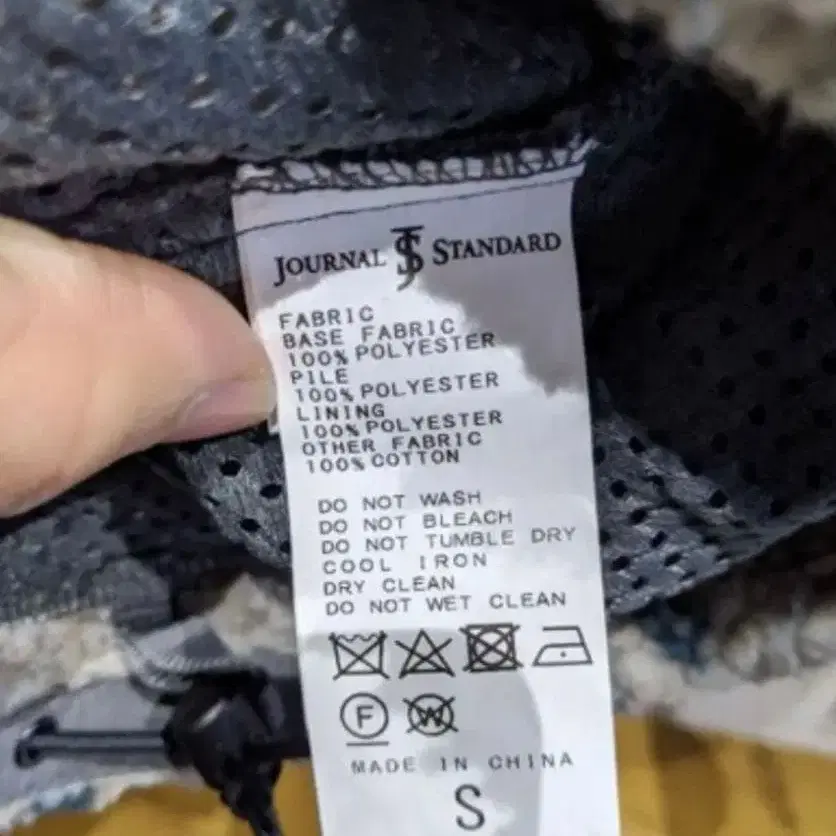 JOURNAL JS STANDARD
FABRIC
BASE FABRIC
100% POLYESTER
PILE
100% POLYESTER
LINING
100% POLYESTER
OTHER FABRIC
100% COTTON
DO NOT WASH
DO NOT BLEACH
DO NOT TUMBLE DRY
COOL IRON
DRY CLEAN
DO NOT WET CLEAN
F W
MADE IN CHINA
S